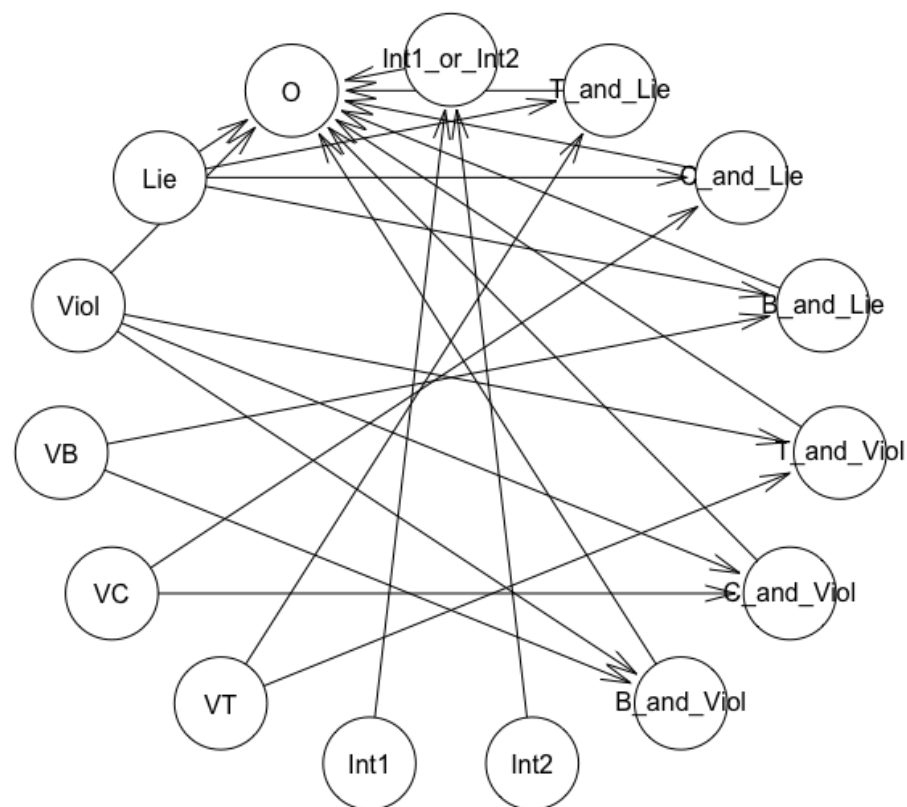 Int1_or_Int2
O
T_and_Lie
Lie
C_and_Lie
Viol
B_and_Lie
VB
T_and_Viol
VC
C_and_Viol
VT
B_and_Viol
Int1
Int2